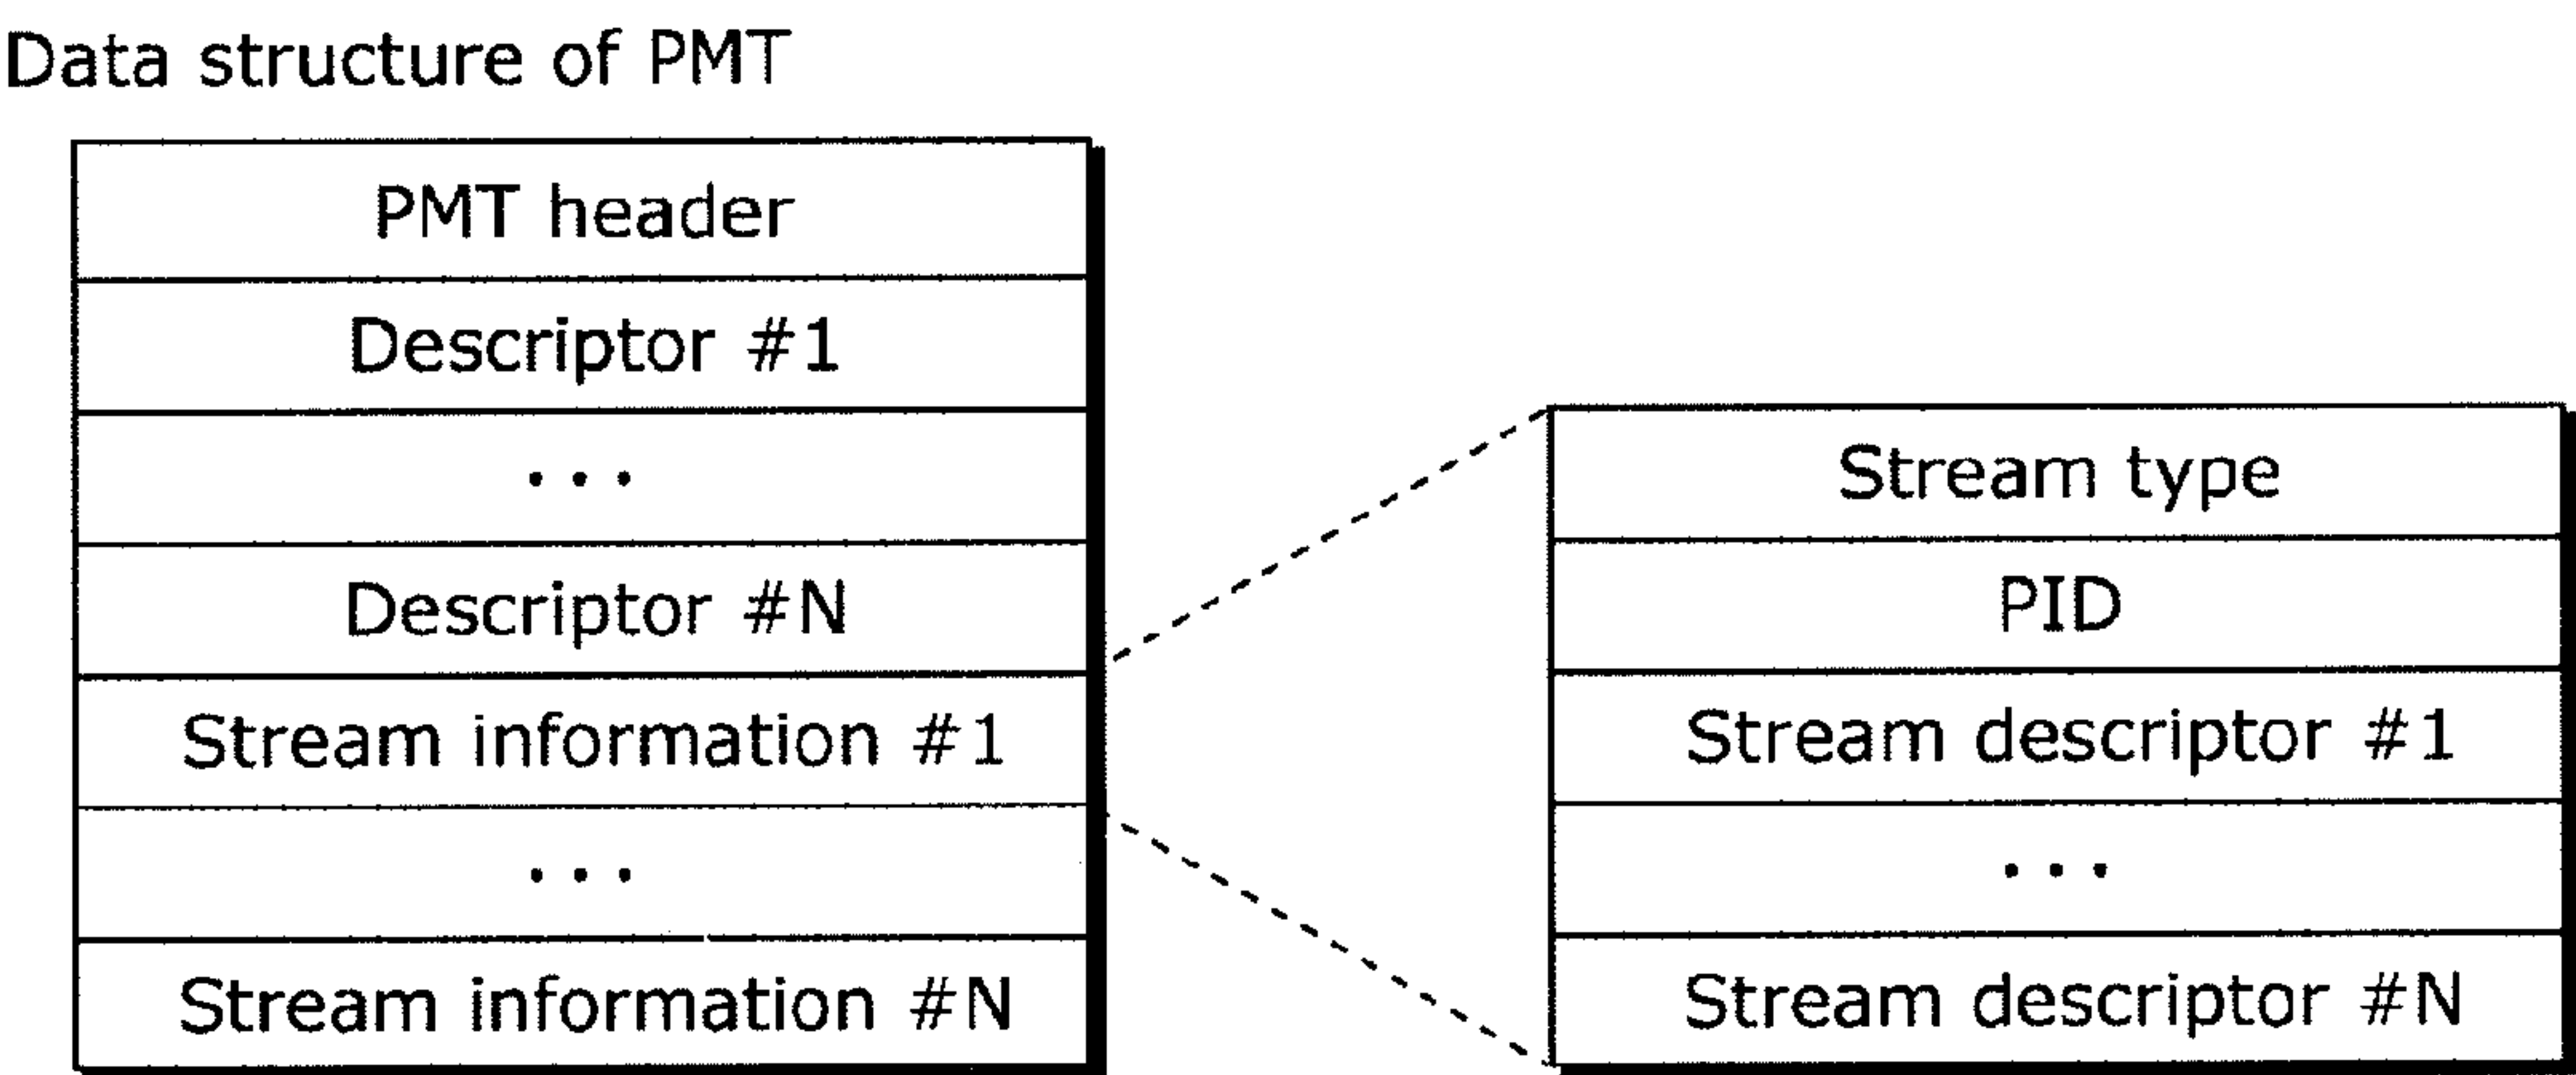 Data structure of PMT
PMT header
Descriptor #1
...
Descriptor #N
Stream information #1
...
Stream information #N
Stream type
PID
Stream descriptor #1
...
Stream descriptor #N